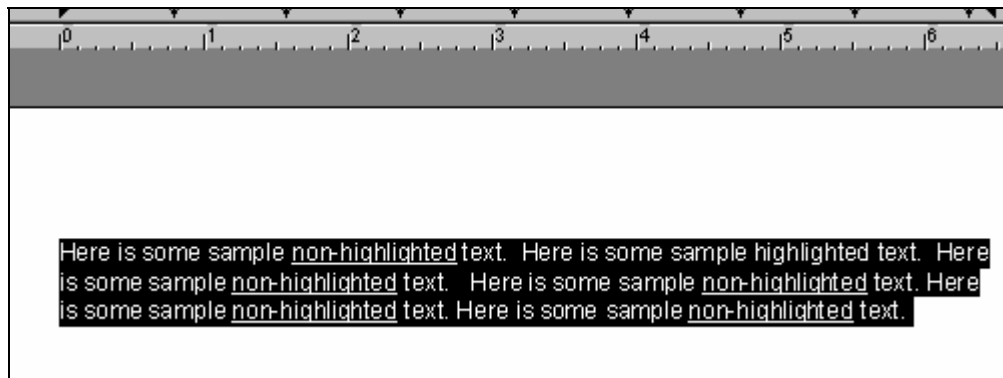 0 1 2 3 4 5 6
Here is some sample non-highlighted text.  Here is some sample highlighted text.  Here
is some sample non-highlighted text.   Here is some sample non-highlighted text. Here
is some sample non-highlighted text. Here is some sample non-highlighted text.